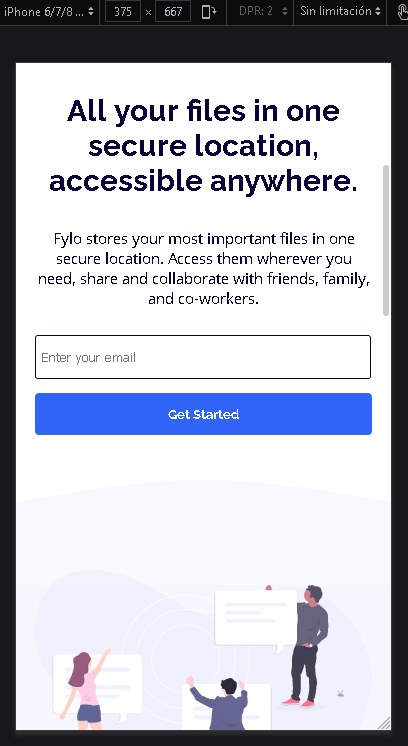 iPhone 6/7/8 ... 375 × 667 DPR: 2 Sin limitación
All your files in one
secure location,
accessible anywhere.
Fylo stores your most important files in one
secure location. Access them wherever you
need, share and collaborate with friends, family,
and co-workers.
Enter your email
Get Started